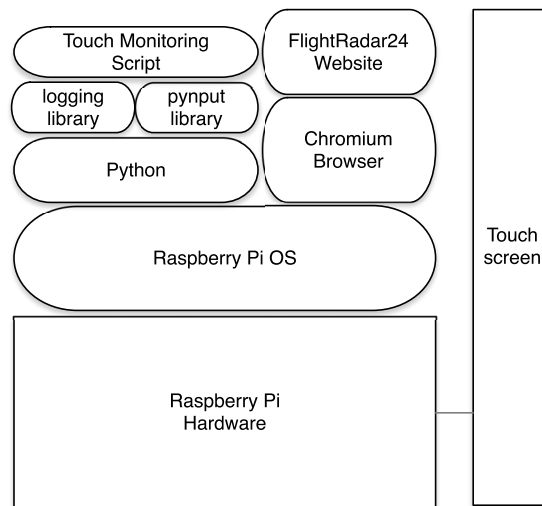 Touch Monitoring
Script
FlightRadar24
Website
logging
library
pynput
library
Chromium
Browser
Python
Raspberry Pi OS
Touch
screen
Raspberry Pi
Hardware